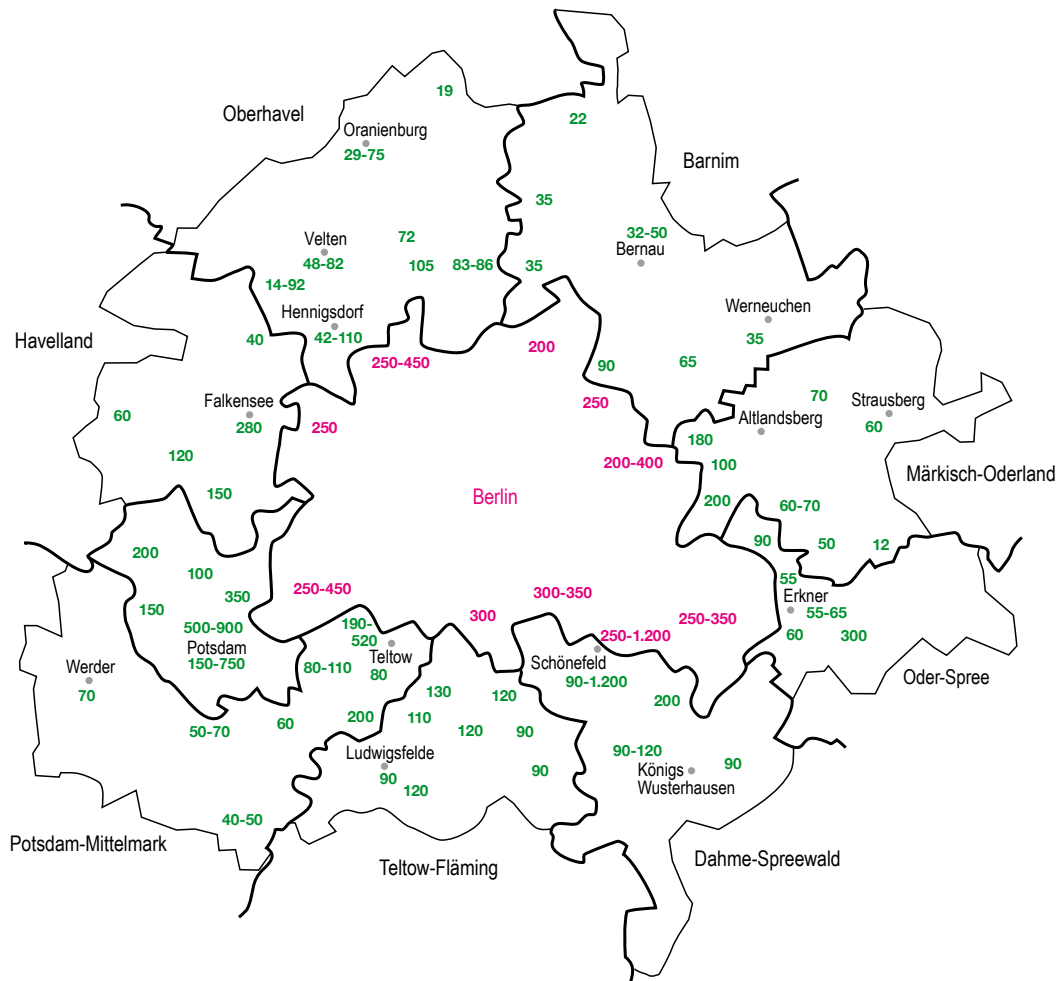 19
Oberhavel
22
Oranienburg
29-75
Barnim
35
32-50
Bernau
72
Velten
48-82
105
83-86
35
14-92
Werneuchen
35
Hennigsdorf
42-110
Havelland
40
250-450
200
90
65
250
70
Strausberg
60
Falkensee
280
60
250
Altlandsberg
180
200-400
100
120
Märkisch-Oderland
150
Berlin
200
60-70
90
50
12
200
100
55
Erkner
55-65
350
150
250-450
300-350
60
300
190-
520
300
250-1.200
250-350
500-900
Potsdam
150-750
Teltow
80
80-110
Schönefeld
90-1.200
Werder
70
Oder-Spree
130
120
200
50-70
60
200
110
120
90
Ludwigsfelde
90
120
90
90-120
Königs
Wusterhausen
90
40-50
Potsdam-Mittelmark
Teltow-Fläming
Dahme-Spreewald